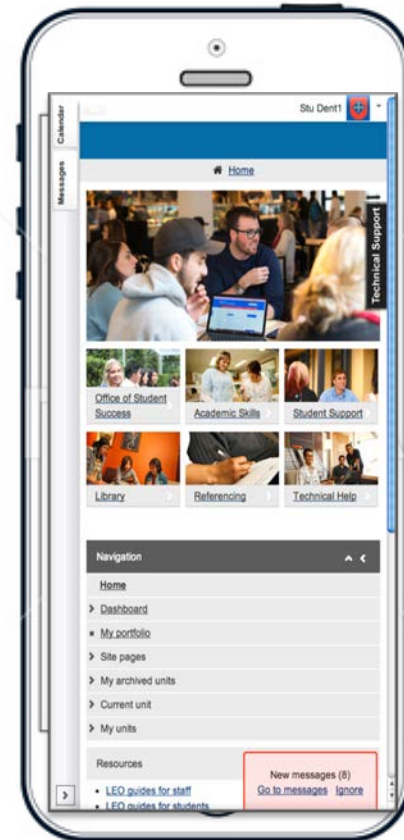 Calendar
Messages
Stu Dent1
Home
Technical Support
Office of Student
Success
Academic Skills
Student Support
Library
Referencing
Technical Help
Navigation
Home
Dashboard
My portfolio
Site pages
My archived units
Current unit
My units
Resources
LEO guides for staff
LEO guides for students
New messages (8)
Go to messages Ignore